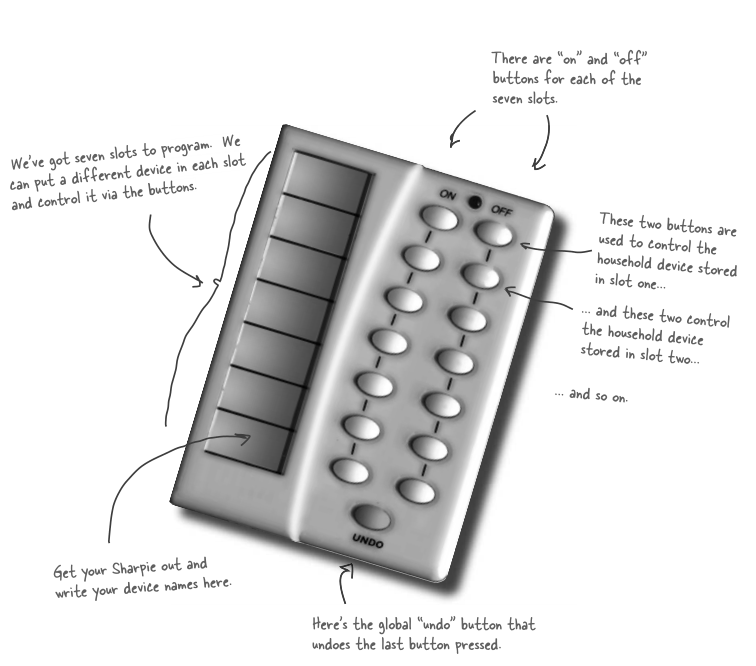 There are “on” and “off”
buttons for each of the
seven slots.
We’ve got seven slots to program. We
can put a different device in each slot
and control it via the buttons.
ON
OFF
These two buttons are
used to control the
household device stored
in slot one...
... and these two control
the household device
stored in slot two...
... and so on.
Get your Sharpie out and
write your device names here.
UNDO
Here’s the global “undo” button that
undoes the last button pressed.